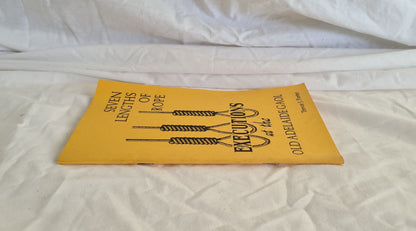 SEVEN
LENGTHS
OF
ROPE
EXECUTIONS
at the
OLD ADELAIDE GAOL